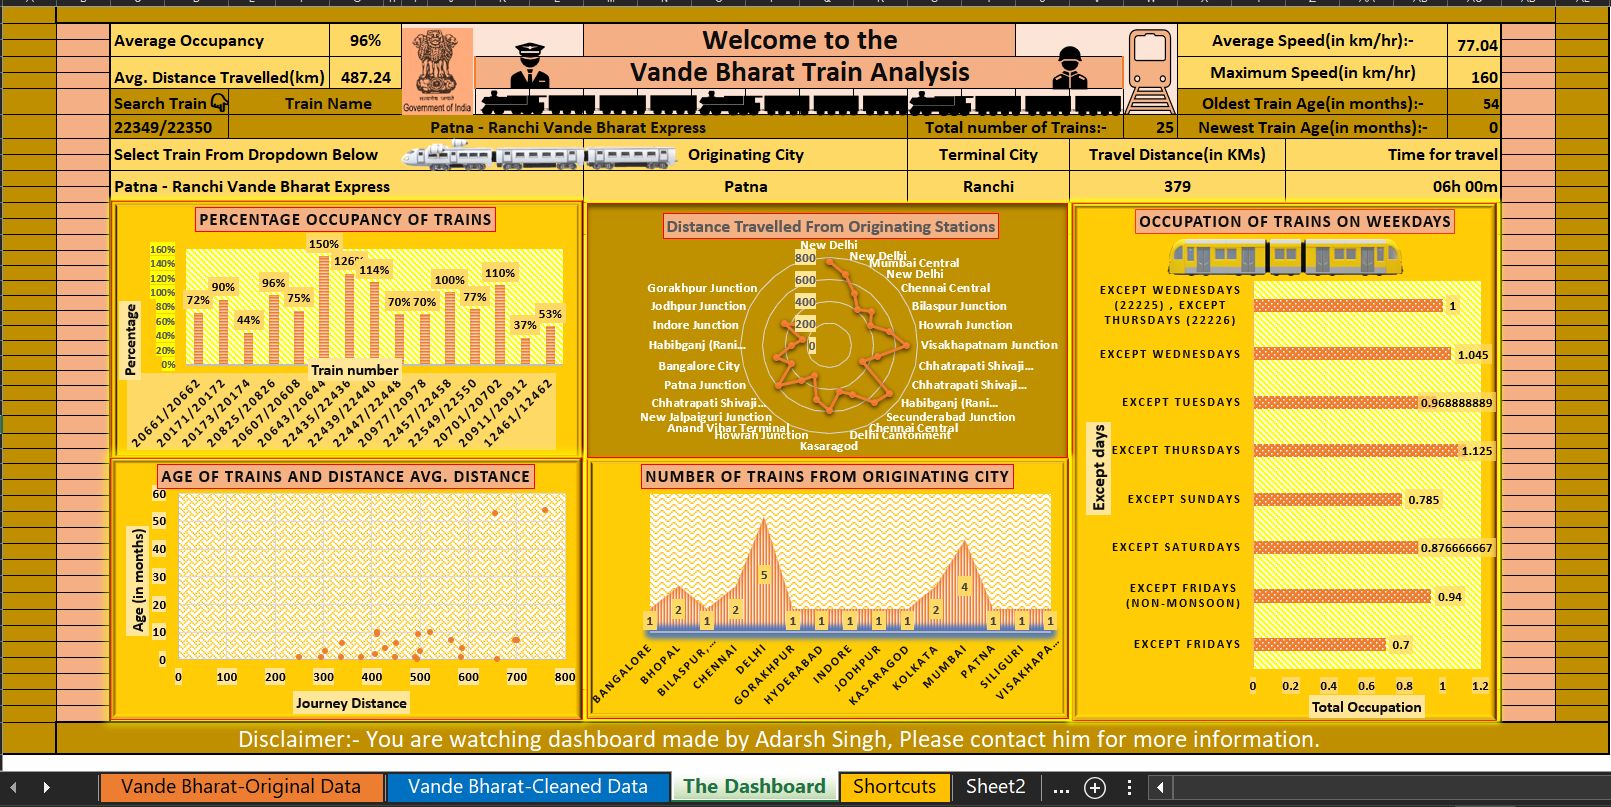 Average Occupancy 96%
Avg. Distance Travelled(km) 487.24
Search Train Train Name
22349/22350 Patna - Ranchi Vande Bharat Express
सत्यमेव जयते
Government of India
Welcome to the
Vande Bharat Train Analysis
Total number of Trains:- 25
Average Speed(in km/hr):- 77.04
Maximum Speed(in km/hr) 160
Oldest Train Age(in months):- 54
Newest Train Age(in months):- 0
Select Train From Dropdown Below Originating City Terminal City Travel Distance(in KMs) Time for travel
Patna - Ranchi Vande Bharat Express Patna Ranchi 379 06h 00m
PERCENTAGE OCCUPANCY OF TRAINS
Percentage
160%
140%
120%
100%
80%
60%
40%
20%
0%
72%
90%
44%
96%
75%
150%
126%
114%
70%
70%
100%
77%
110%
37%
53%
Train number
20661/20662
20171/20172
20173/20174
20825/20826
20607/20608
20643/20644
22435/22436
22439/22440
22447/22448
20977/20978
22457/22458
22549/22550
20701/20702
20911/20912
12461/12462
Distance Travelled From Originating Stations
800
600
400
200
0
New Delhi
New Delhi
Mumbai Central
New Delhi
Chennai Central
Bilaspur Junction
Howrah Junction
Visakhapatnam Junction
Chhatrapati Shivaji...
Chhatrapati Shivaji...
Habibganj (Rani...
Secunderabad Junction
Chennai Central
Delhi Cantonment
Kasaragod
Howrah Junction
Anand Vihar Terminal
New Jalpaiguri Junction
Chhatrapati Shivaji...
Patna Junction
Bangalore City
Habibganj (Rani...
Indore Junction
Jodhpur Junction
Gorakhpur Junction
OCCUPATION OF TRAINS ON WEEKDAYS
Except days
EXCEPT WEDNESDAYS
(22225) , EXCEPT
THURSDAYS (22226)
1
EXCEPT WEDNESDAYS 1.045
EXCEPT TUESDAYS 0.968888889
EXCEPT THURSDAYS 1.125
EXCEPT SUNDAYS 0.785
EXCEPT SATURDAYS 0.876666667
EXCEPT FRIDAYS
(NON-MONSOON)
0.94
EXCEPT FRIDAYS 0.7
0 0.2 0.4 0.6 0.8 1 1.2
Total Occupation
AGE OF TRAINS AND DISTANCE AVG. DISTANCE
Age (in months)
60
50
40
30
20
10
0
0 100 200 300 400 500 600 700 800
Journey Distance
NUMBER OF TRAINS FROM ORIGINATING CITY
1 2 1 2 5 1 1 1 1 1 2 4 1 1 1
BANGALORE
BHOPAL
BILASPUR,...
CHENNAI
DELHI
GORAKHPUR
HYDERABAD
INDORE
JODHPUR
KASARAGOD
KOLKATA
MUMBAI
PATNA
SILIGURI
VISAKHAPA...
Disclaimer:- You are watching dashboard made by Adarsh Singh, Please contact him for more information.
Vande Bharat-Original Data Vande Bharat-Cleaned Data The Dashboard Shortcuts Sheet2 ...